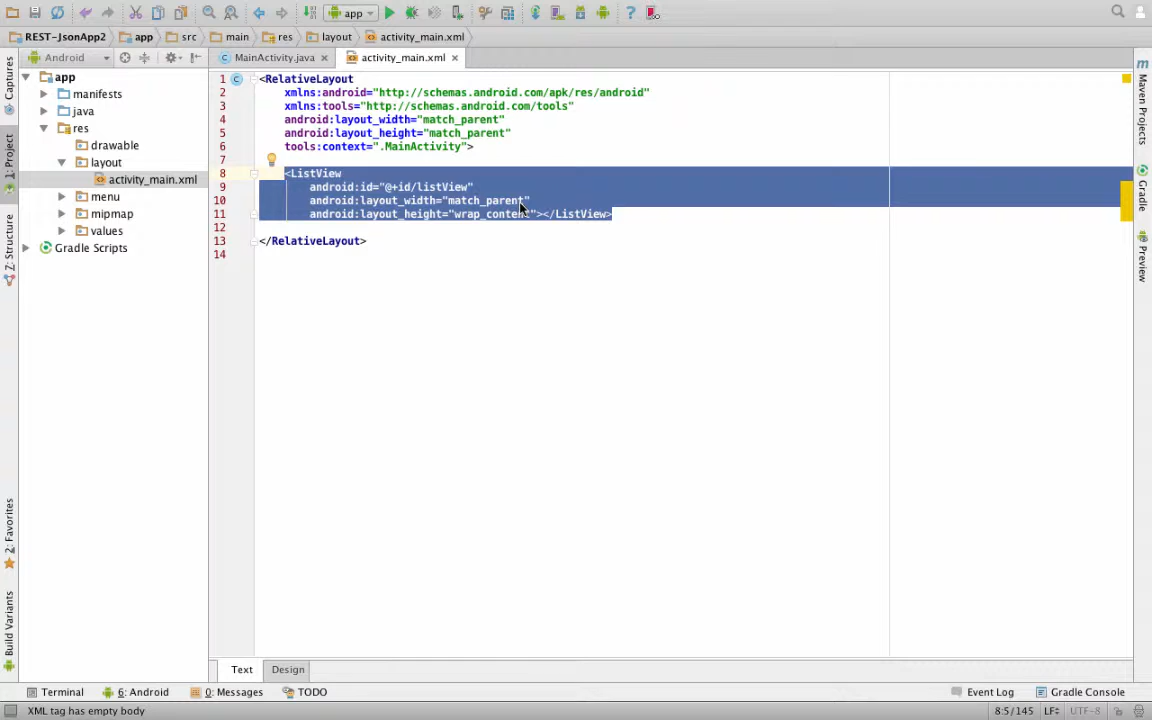 app
REST-JsonApp2
app
src
main
res
layout
activity_main.xml
Android
MainActivity.java
activity_main.xml
Captures
1: Project
Z: Structure
2: Favorites
Build Variants
app
manifests
java
res
drawable
layout
activity_main.xml
menu
mipmap
values
Gradle Scripts
1 <RelativeLayout
2 xmlns:android="http://schemas.android.com/apk/res/android"
3 xmlns:tools="http://schemas.android.com/tools"
4 android:layout_width="match_parent"
5 android:layout_height="match_parent"
6 tools:context=".MainActivity">
7
8 <ListView
9 android:id="@+id/listView"
10 android:layout_width="match_parent"
11 android:layout_height="wrap_content"></ListView>
12
13 </RelativeLayout>
14
m
Maven Projects
Gradle
Preview
Text
Design
Terminal
6: Android
0: Messages
TODO
Event Log
Gradle Console
XML tag has empty body
8:5/145
LF÷
UTF-8